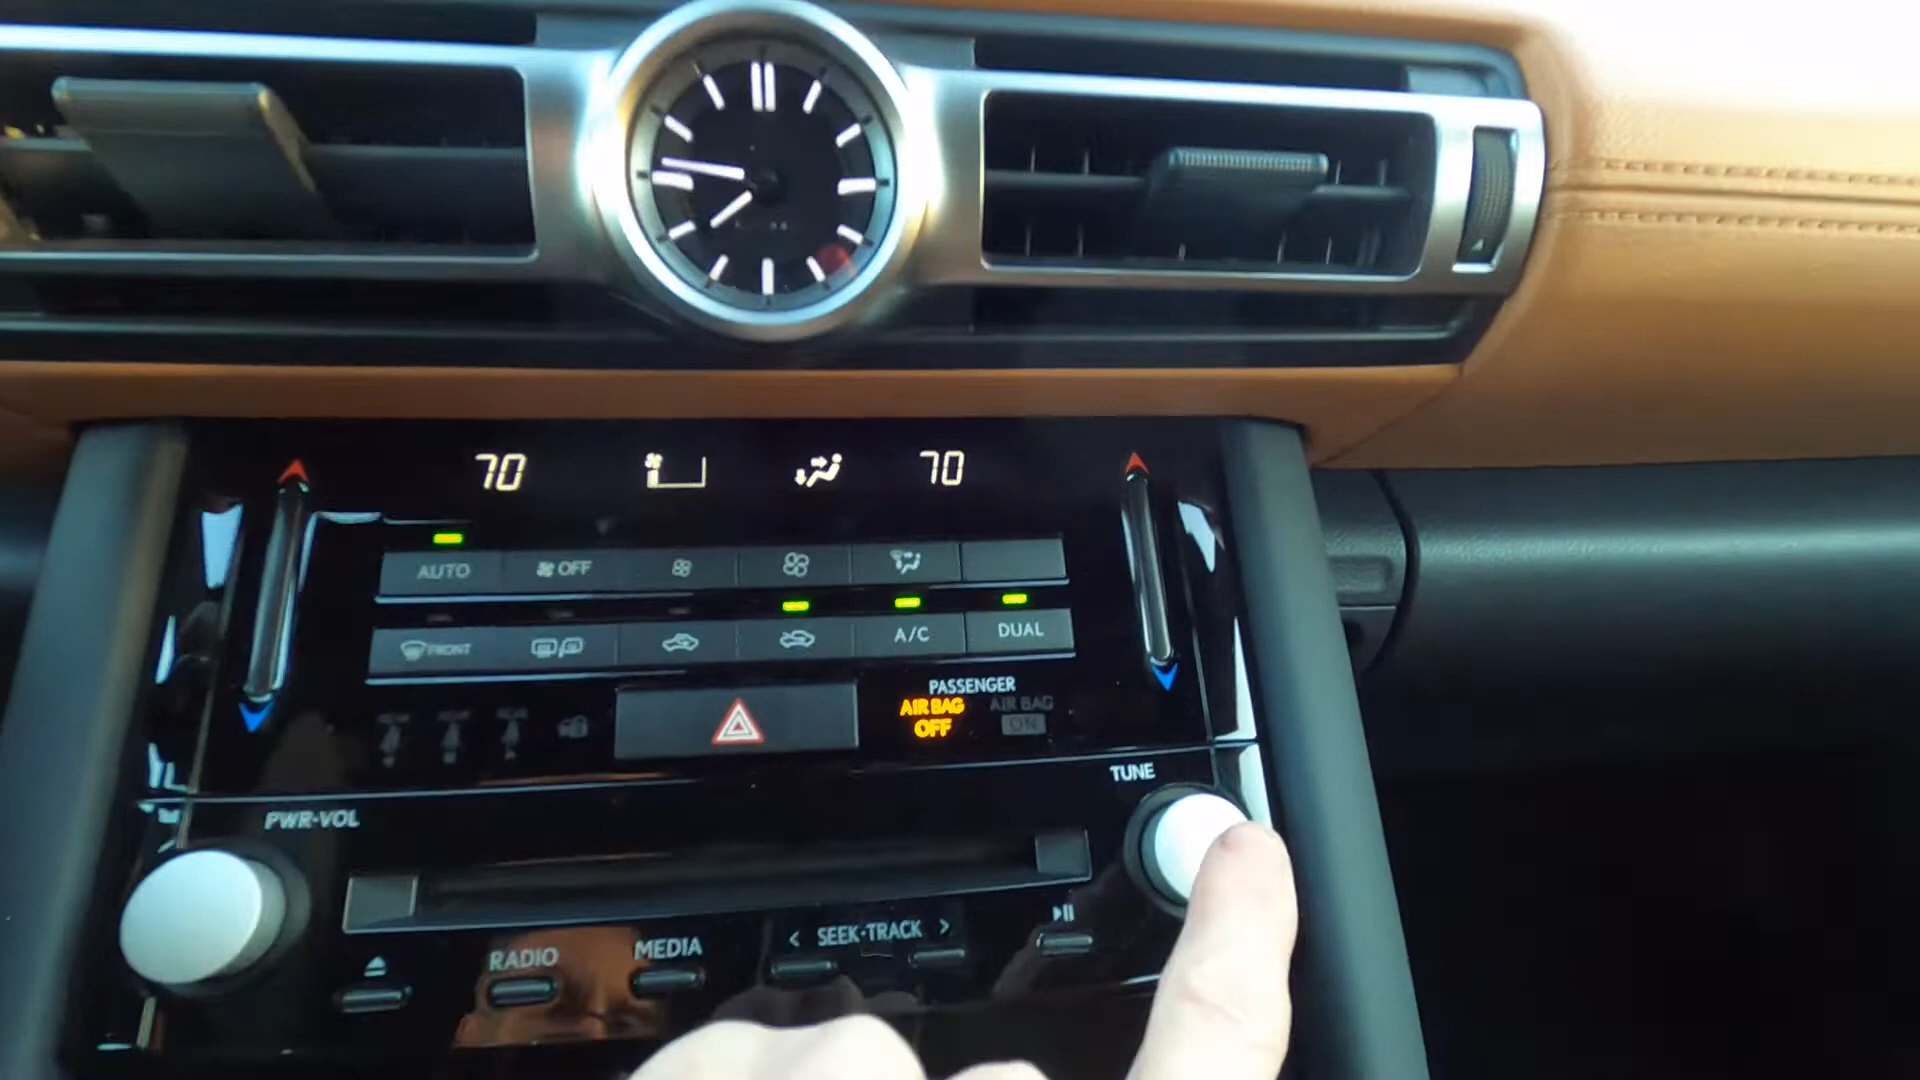 70 70
AUTO OFF
FRONT A/C DUAL
PASSENGER
AIR BAG OFF AIR BAG ON
TUNE
PWR·VOL
< SEEK·TRACK >
RADIO MEDIA